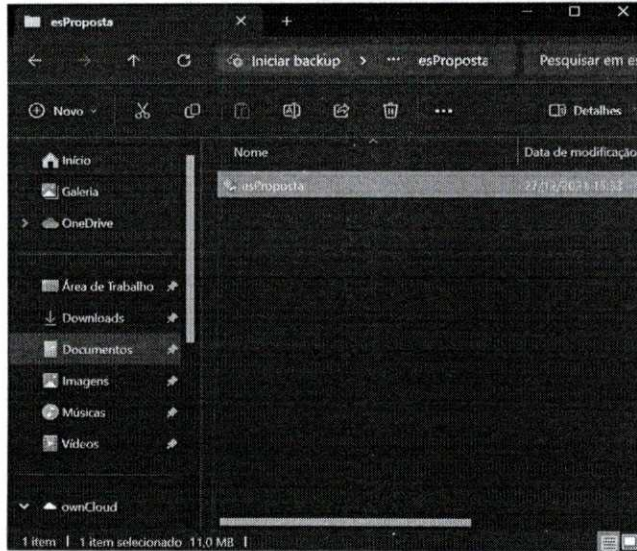 esProposta
Iniciar backup > ... esProposta Pesquisar em es
Novo
... Detalhes
Nome Data de modificação
esProposta
Início
Galeria
OneDrive
Área de Trabalho
Downloads
Documentos
Imagens
Músicas
Vídeos
ownCloud
1 item | 1 item selecionado 11,0 MB |